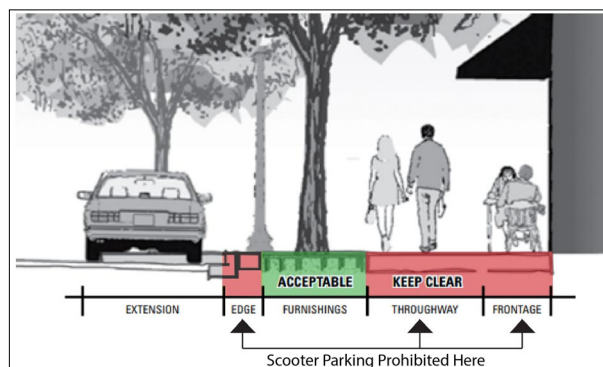 ACCEPTABLE KEEP CLEAR
EXTENSION EDGE FURNISHINGS THROUGHWAY FRONTAGE
Scooter Parking Prohibited Here